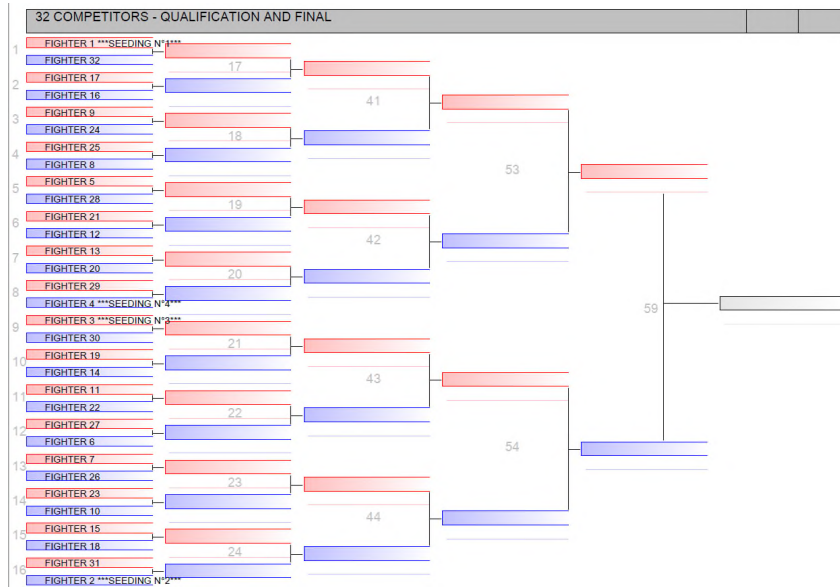 32 COMPETITORS - QUALIFICATION AND FINAL
1
FIGHTER 1 ***SEEDING N°1***
FIGHTER 32
2
FIGHTER 17
FIGHTER 16
3
FIGHTER 9
FIGHTER 24
4
FIGHTER 25
FIGHTER 8
5
FIGHTER 5
FIGHTER 28
6
FIGHTER 21
FIGHTER 12
7
FIGHTER 13
FIGHTER 20
8
FIGHTER 29
FIGHTER 4 ***SEEDING N°4***
9
FIGHTER 3 ***SEEDING N°3***
FIGHTER 30
10
FIGHTER 19
FIGHTER 14
11
FIGHTER 11
FIGHTER 22
12
FIGHTER 27
FIGHTER 6
13
FIGHTER 7
FIGHTER 26
14
FIGHTER 23
FIGHTER 10
15
FIGHTER 15
FIGHTER 18
16
FIGHTER 31
FIGHTER 2 ***SEEDING N°2***
17
18
19
20
21
22
23
24
41
42
43
44
53
54
59